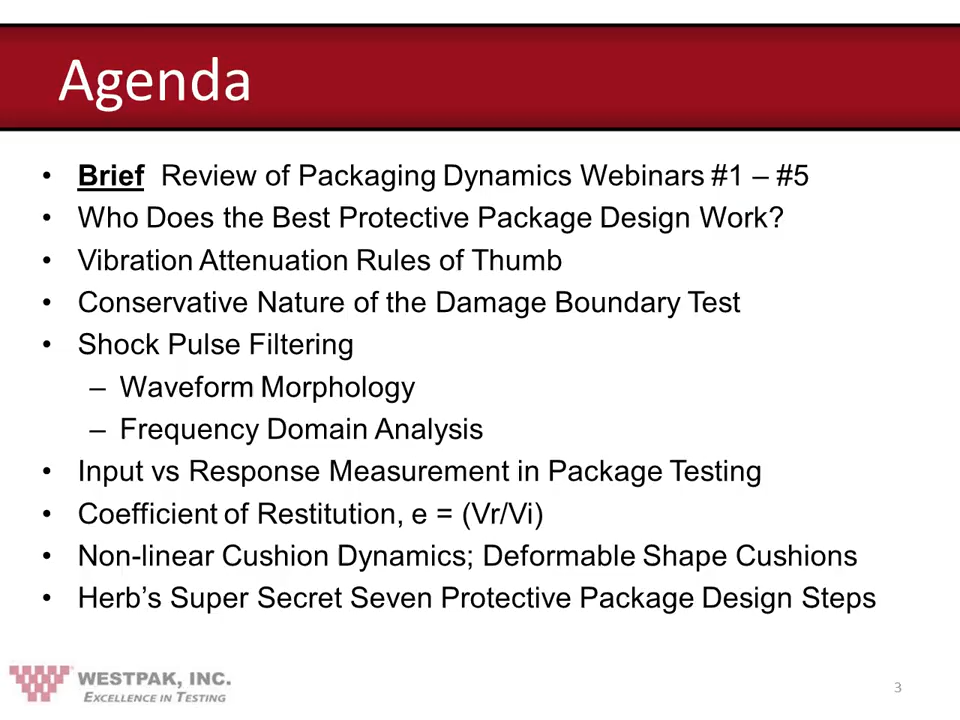 Agenda
• Brief Review of Packaging Dynamics Webinars #1 – #5
• Who Does the Best Protective Package Design Work?
• Vibration Attenuation Rules of Thumb
• Conservative Nature of the Damage Boundary Test
• Shock Pulse Filtering
– Waveform Morphology
– Frequency Domain Analysis
• Input vs Response Measurement in Package Testing
• Coefficient of Restitution, e = (Vr/Vi)
• Non-linear Cushion Dynamics; Deformable Shape Cushions
• Herb’s Super Secret Seven Protective Package Design Steps
WESTPAK, INC.
EXCELLENCE IN TESTING
3